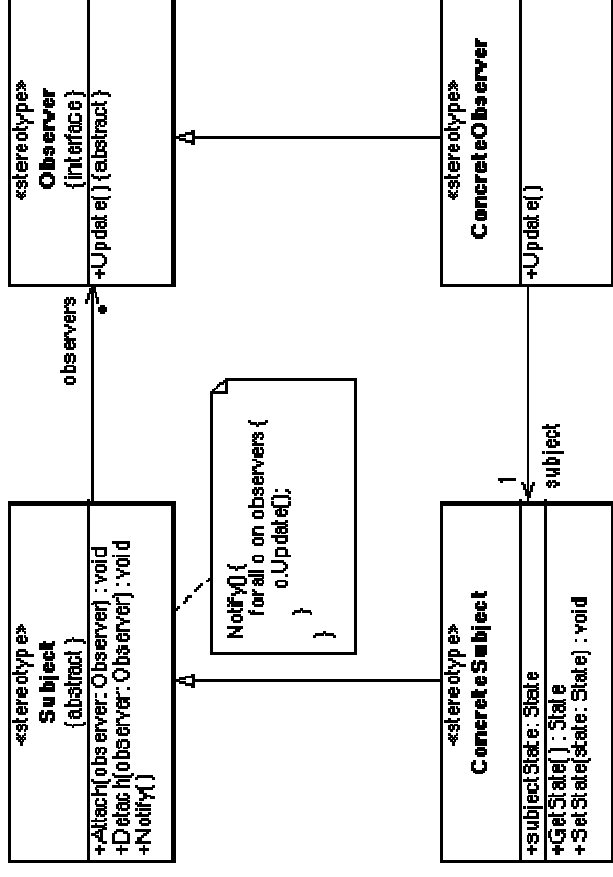 «stereotype»
Subject
{abstract}
+Attach(observer: Observer) : void
+Detach(observer: Observer) : void
+Notify()
observers
*
«stereotype»
Observer
{interface}
+Update() {abstract}
Notify() {
for all o on observers {
o.Update();
}
}
«stereotype»
ConcreteSubject
+subjectState: State
+GetState() : State
+SetState(state: State) : void
1
subject
«stereotype»
ConcreteObserver
+Update()